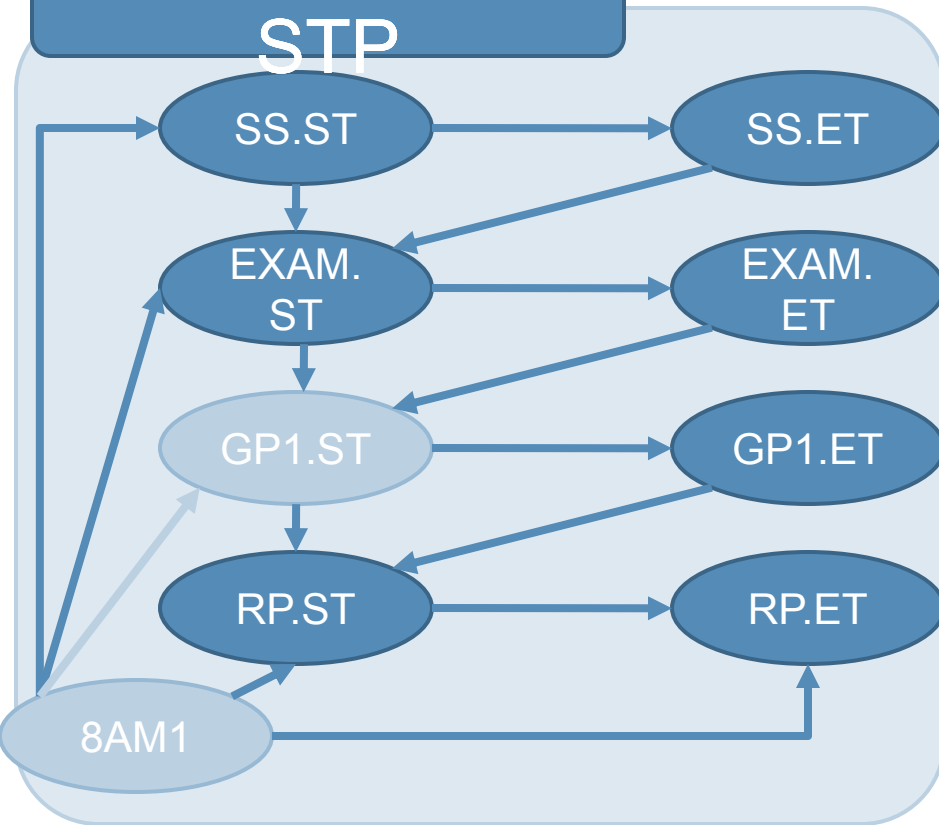 STP
SS.ST
SS.ET
EXAM.
ST
EXAM.
ET
GP1.ST
GP1.ET
RP.ST
RP.ET
8AM1